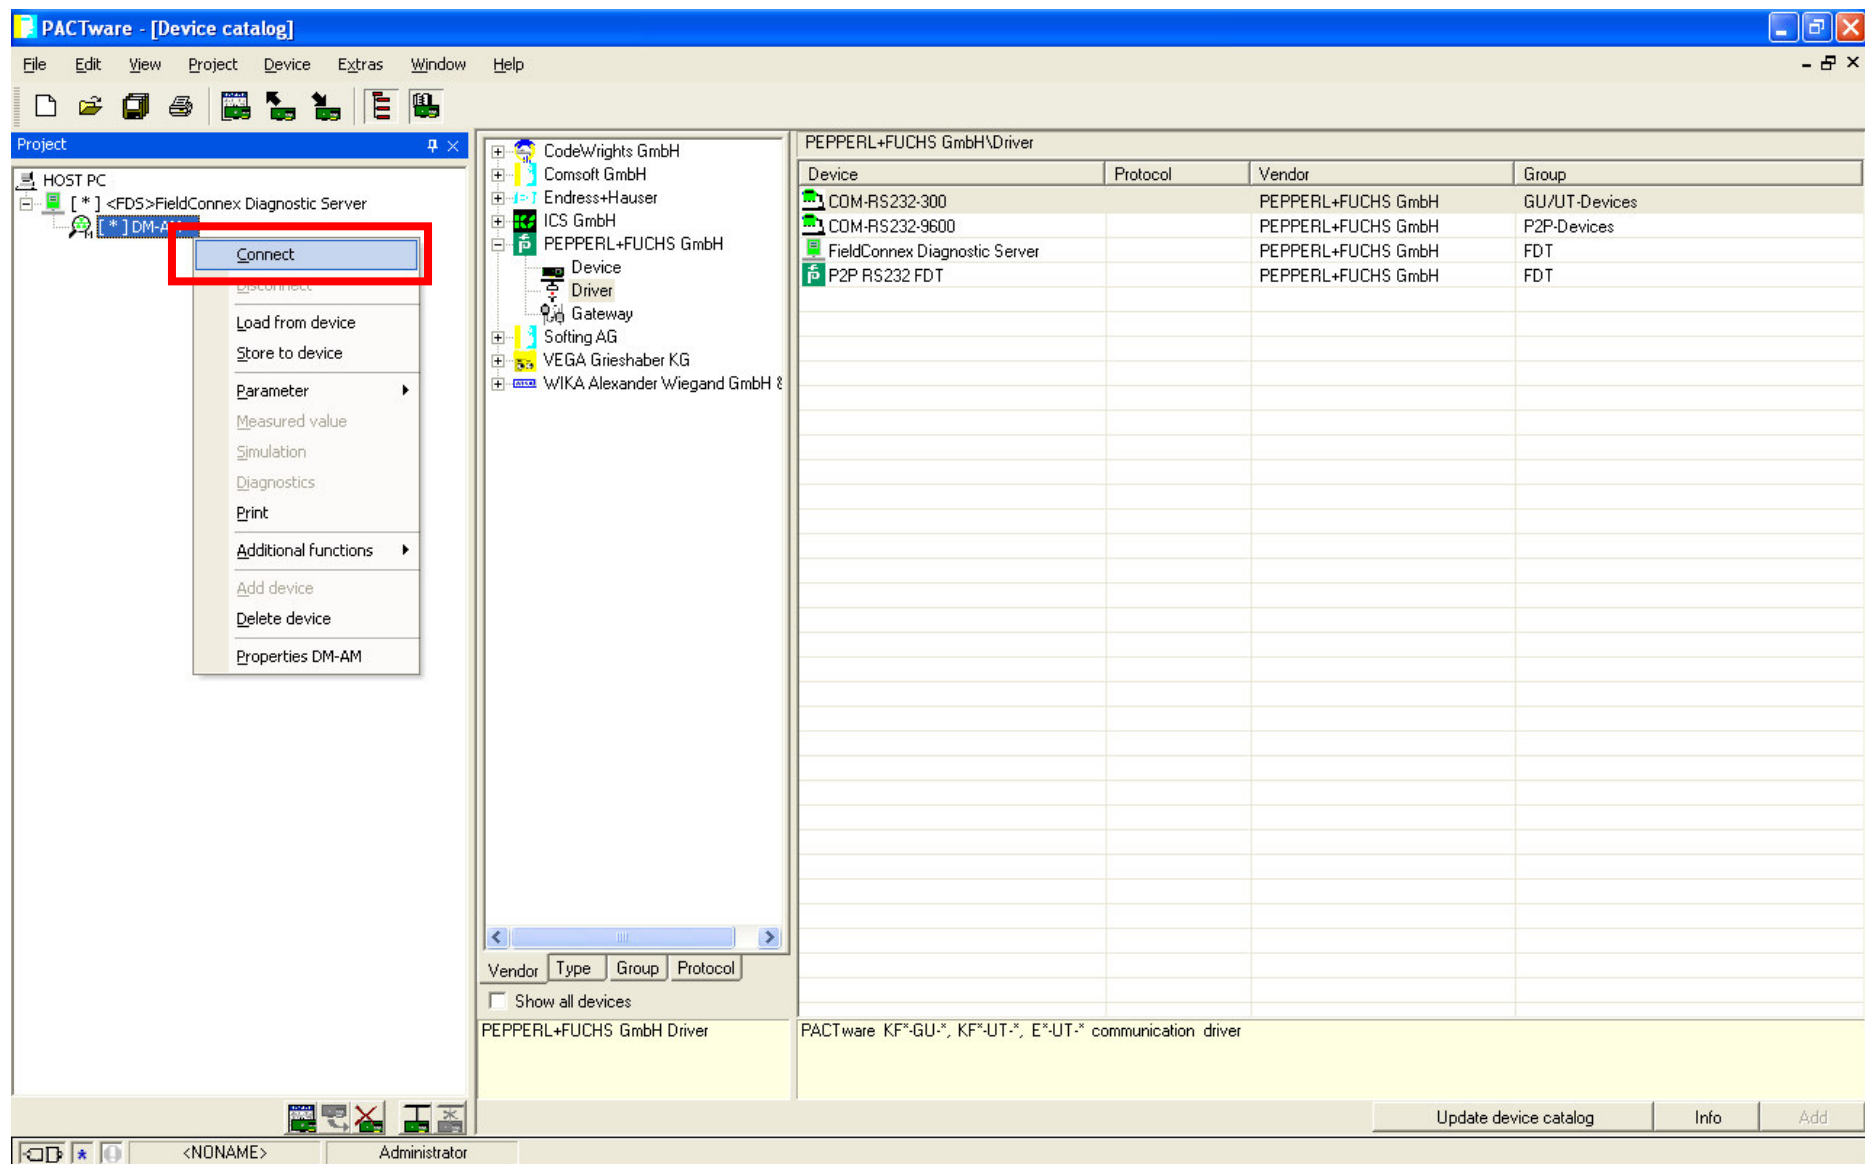 PACTware - [Device catalog]
File Edit View Project Device Extras Window Help
Project
HOST PC
[ * ] <FDS>FieldConnex Diagnostic Server
[ * ] DM-AM
Connect
Disconnect
Load from device
Store to device
Parameter
Measured value
Simulation
Diagnostics
Print
Additional functions
Add device
Delete device
Properties DM-AM
CodeWrights GmbH
Comsoft GmbH
Endress+Hauser
ICS GmbH
PEPPERL+FUCHS GmbH
Device
Driver
Gateway
Softing AG
VEGA Grieshaber KG
WIKA Alexander Wiegand GmbH &
Vendor Type Group Protocol
Show all devices
PEPPERL+FUCHS GmbH Driver
PEPPERL+FUCHS GmbH\Driver
Device Protocol Vendor Group
COM-RS232-300 PEPPERL+FUCHS GmbH GU/UT-Devices
COM-RS232-9600 PEPPERL+FUCHS GmbH P2P-Devices
FieldConnex Diagnostic Server PEPPERL+FUCHS GmbH FDT
P2P RS232 FDT PEPPERL+FUCHS GmbH FDT
PACTware KF*-GU-*, KF*-UT-*, E*-UT-* communication driver
Update device catalog Info Add
<NONAME> Administrator